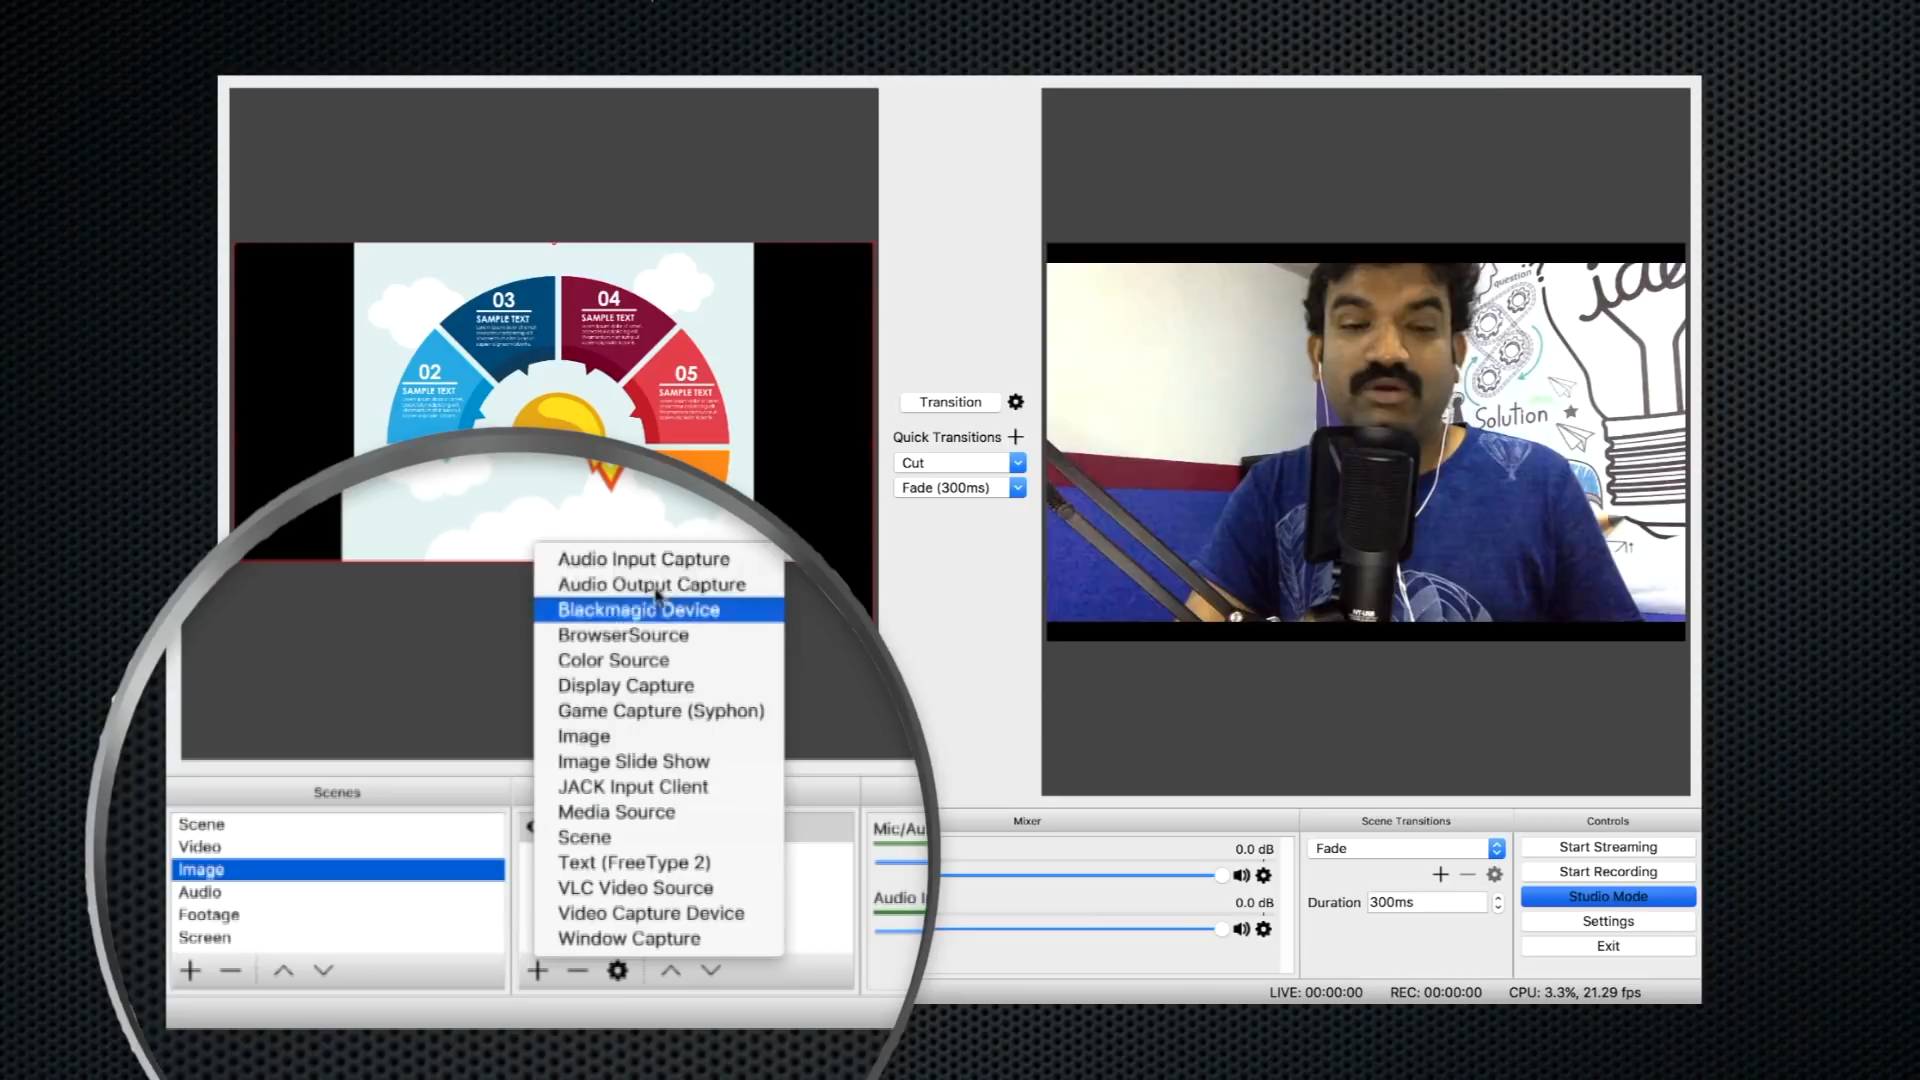 03
SAMPLE TEXT
04
SAMPLE TEXT
02
SAMPLE TEXT
05
SAMPLE TEXT
Transition
Quick Transitions
Cut
Fade (300ms)
question
?
idea
Solution
Audio Input Capture
Audio Output Capture
Blackmagic Device
BrowserSource
Color Source
Display Capture
Game Capture (Syphon)
Image
Image Slide Show
JACK Input Client
Media Source
Scene
Text (FreeType 2)
VLC Video Source
Video Capture Device
Window Capture
Scenes
Scene
Video
Image
Audio
Footage
Screen
Mixer
Mic/Au
0.0 dB
Audio I
0.0 dB
Scene Transitions
Fade
Duration 300ms
Controls
Start Streaming
Start Recording
Studio Mode
Settings
Exit
LIVE: 00:00:00 REC: 00:00:00 CPU: 3.3%, 21.29 fps